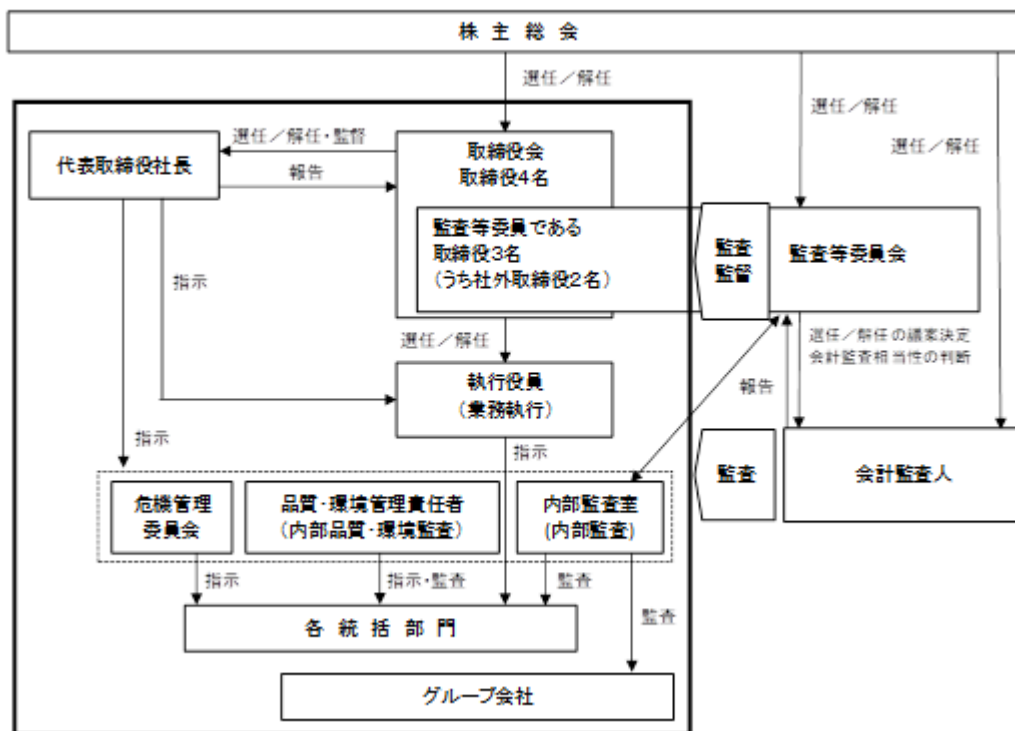 株主総会
選任／解任
選任／解任
選任／解任
代表取締役社長
選任／解任・監督
報告
取締役会
取締役4名
監査等委員である
取締役3名
(うち社外取締役2名)
監査
監督
監査等委員会
指示
選任／解任
選任／解任の議案決定
会計監査相当性の判断
報告
執行役員
(業務執行)
指示
指示
監査
会計監査人
危機管理
委員会
品質・環境管理責任者
(内部品質・環境監査)
内部監査室
(内部監査)
指示
指示・監査
監査
監査
各統括部門
グループ会社